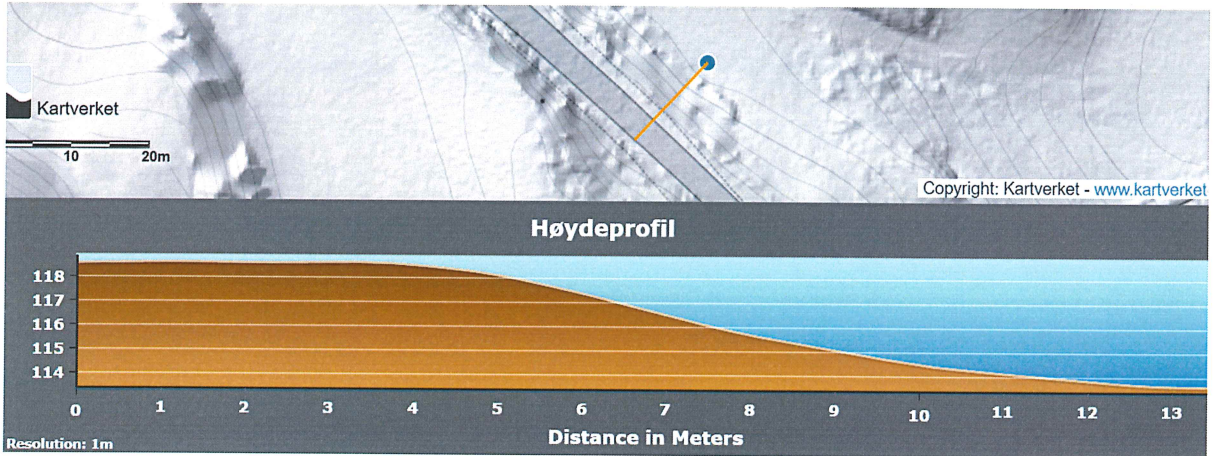 Kartverket
10 20m
Copyright: Kartverket - www.kartverket
Høydeprofil
118
117
116
115
114
0 1 2 3 4 5 6 7 8 9 10 11 12 13
Distance in Meters
Resolution: 1m